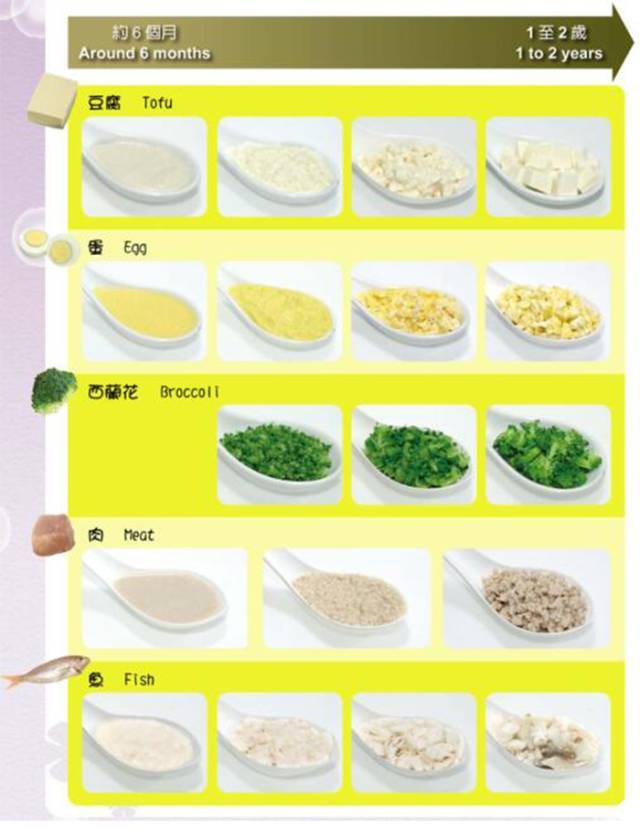 約 6 個月
Around 6 months
1 至 2 歲
1 to 2 years
豆腐 Tofu
蛋 Egg
西蘭花 Broccoli
肉 Meat
魚 Fish